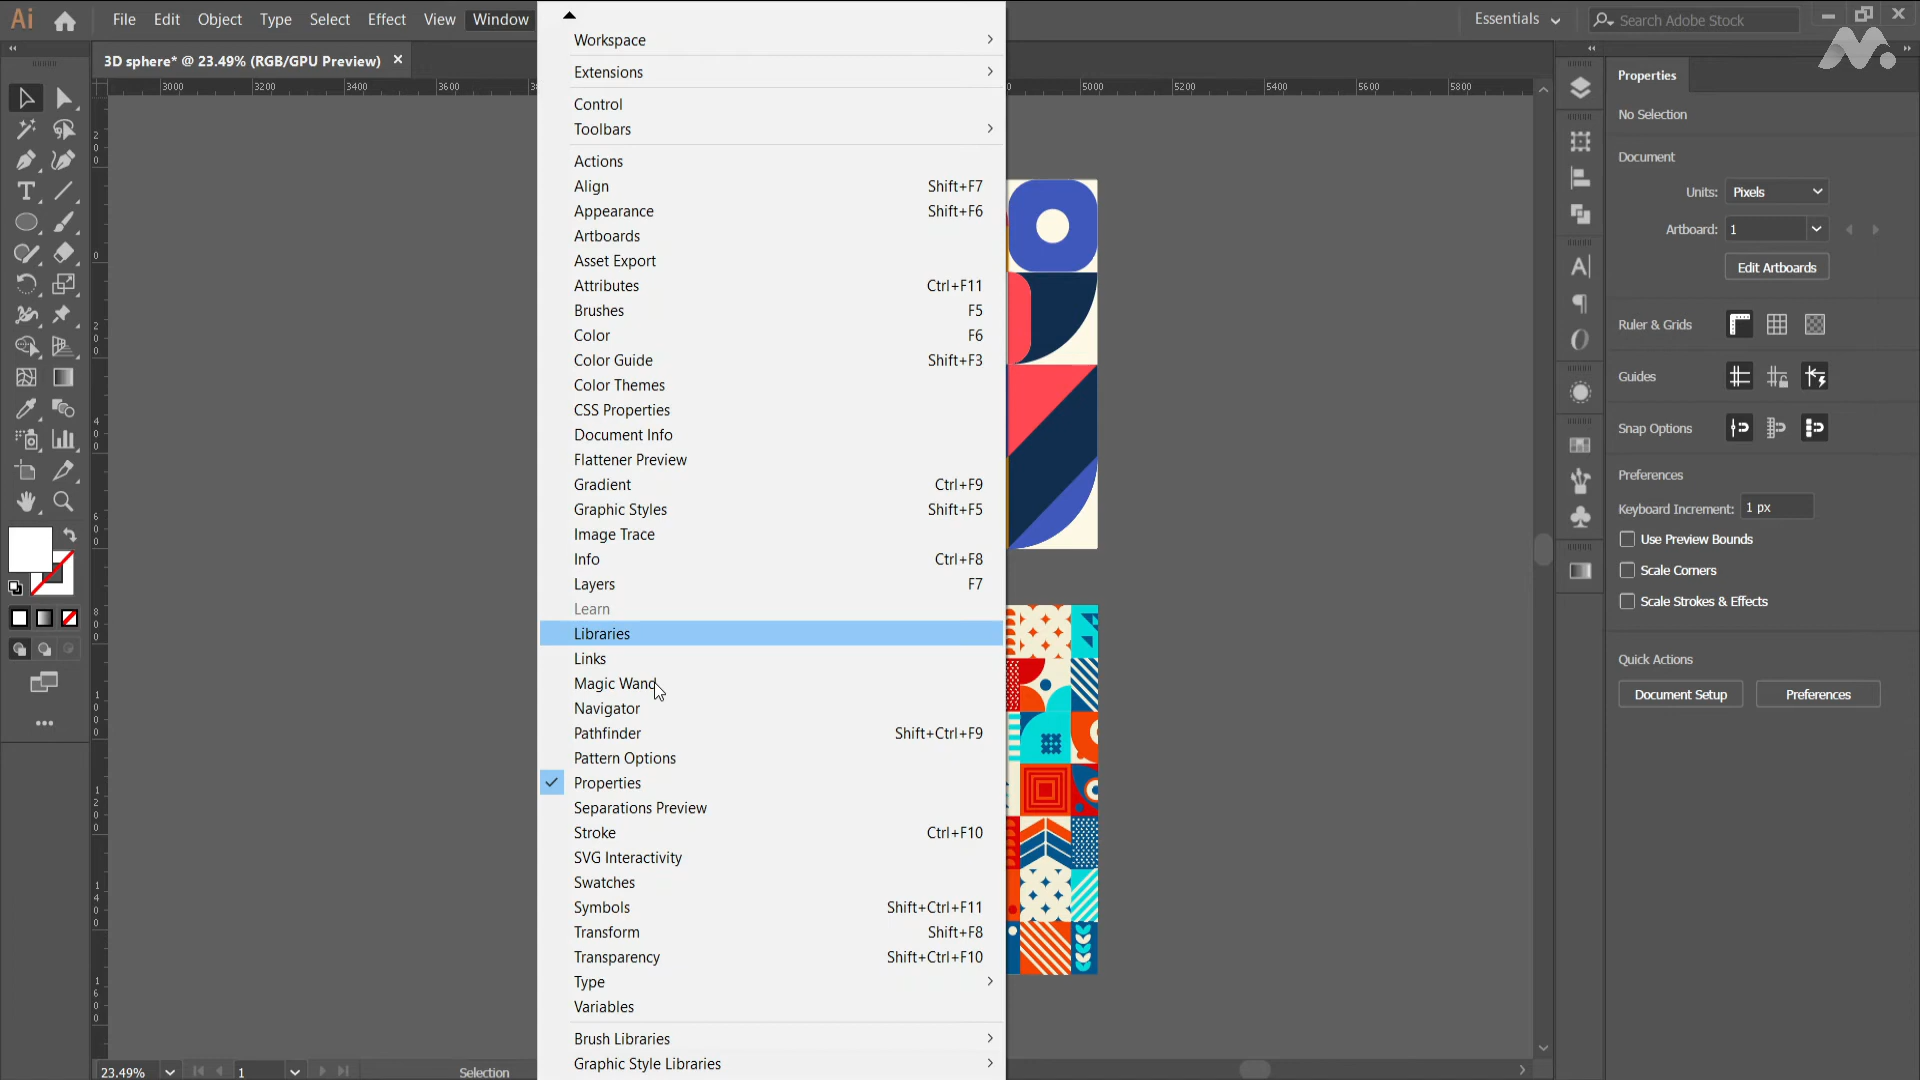 Ai File Edit Object Type Select Effect View Window Essentials Search Adobe Stock
3D sphere* @ 23.49% (RGB/GPU Preview)
3000 3200 3400 3600 5000 5200 5400 5600 5800
Workspace
Extensions
Control
Toolbars
Actions
Align Shift+F7
Appearance Shift+F6
Artboards
Asset Export
Attributes Ctrl+F11
Brushes F5
Color F6
Color Guide Shift+F3
Color Themes
CSS Properties
Document Info
Flattener Preview
Gradient Ctrl+F9
Graphic Styles Shift+F5
Image Trace
Info Ctrl+F8
Layers F7
Learn
Libraries
Links
Magic Wand
Navigator
Pathfinder Shift+Ctrl+F9
Pattern Options
Properties
Separations Preview
Stroke Ctrl+F10
SVG Interactivity
Swatches
Symbols Shift+Ctrl+F11
Transform Shift+F8
Transparency Shift+Ctrl+F10
Type
Variables
Brush Libraries
Graphic Style Libraries
Properties
No Selection
Document
Units: Pixels
Artboard: 1
Edit Artboards
Ruler & Grids
Guides
Snap Options
Preferences
Keyboard Increment: 1 px
Use Preview Bounds
Scale Corners
Scale Strokes & Effects
Quick Actions
Document Setup Preferences
23.49% 1 Selection